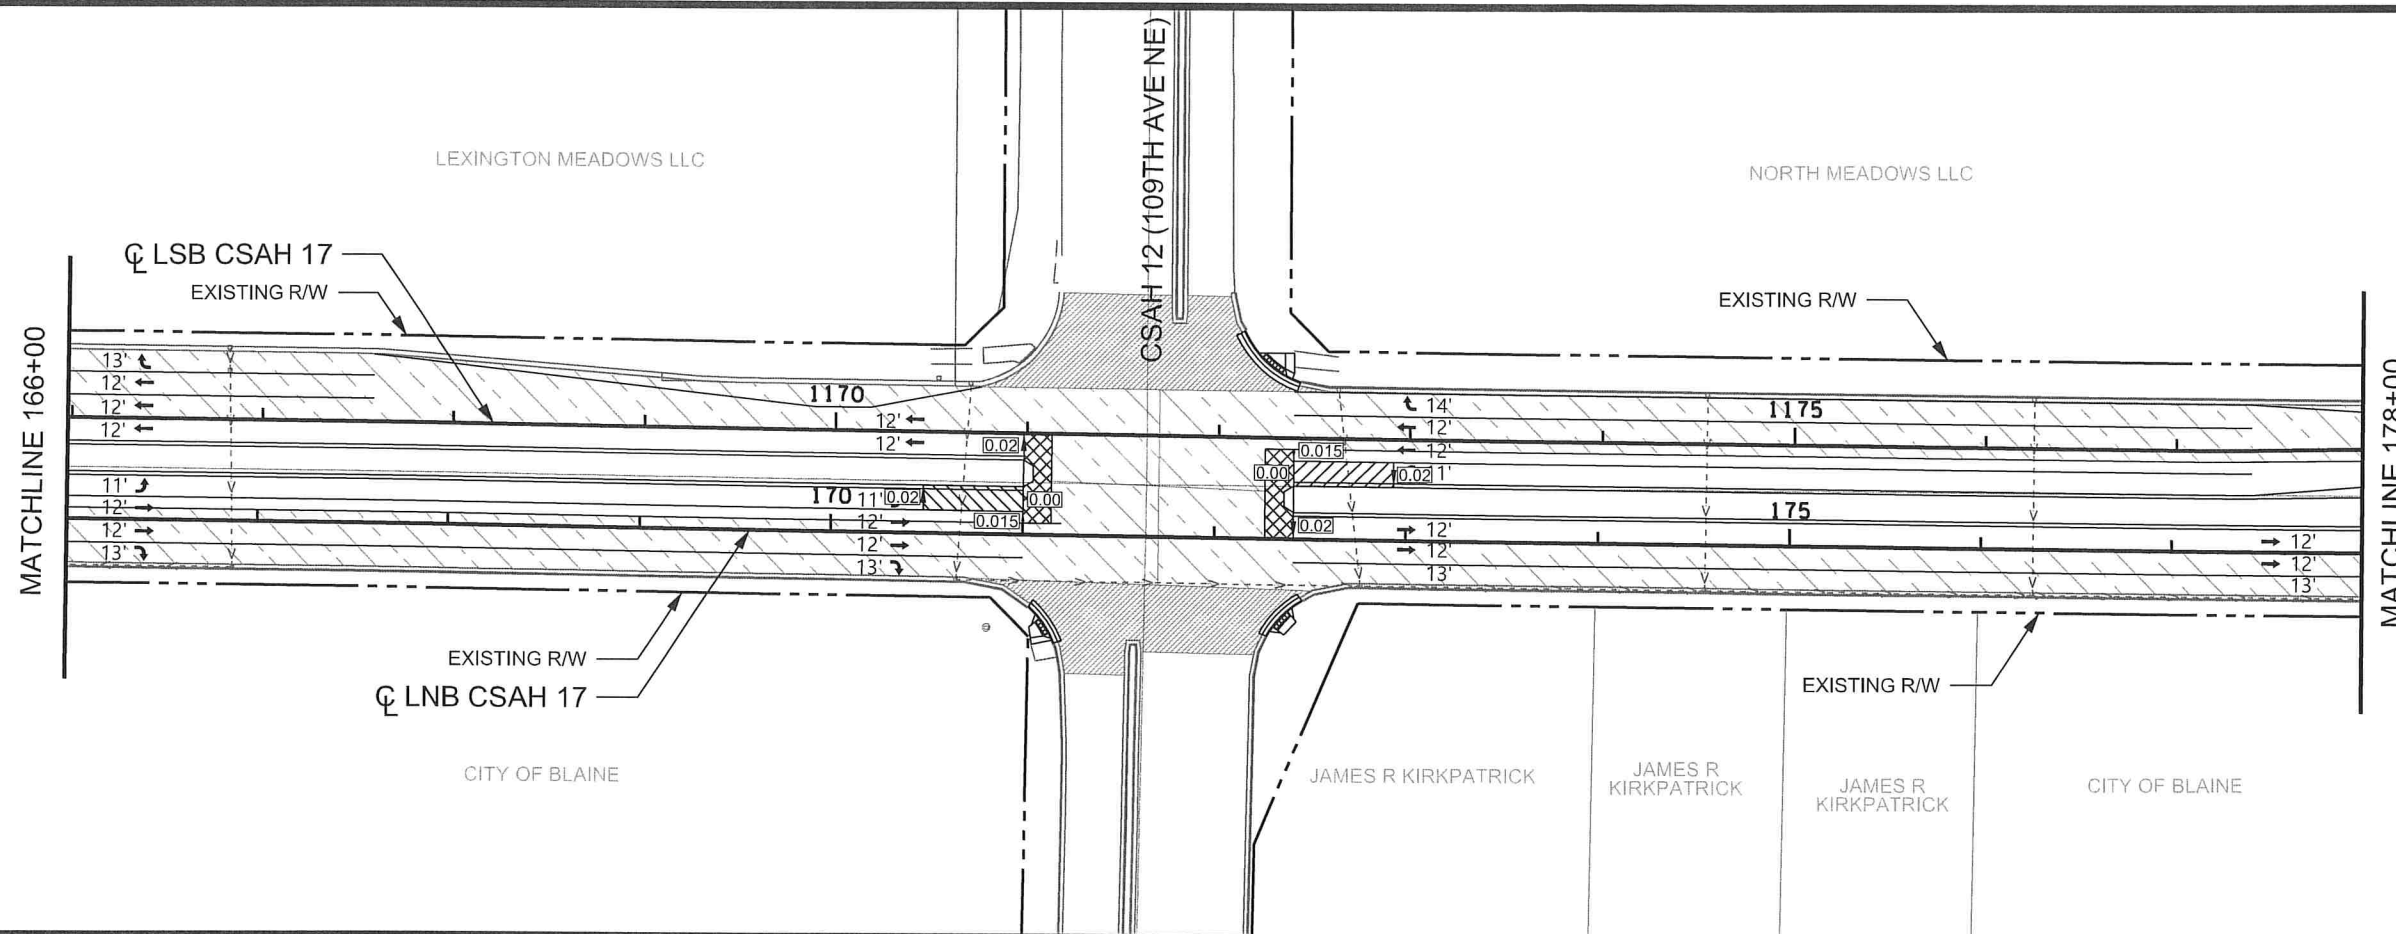 CSAH 12 (109TH AVE NE)
LEXINGTON MEADOWS LLC
NORTH MEADOWS LLC
℄ LSB CSAH 17
EXISTING R/W
EXISTING R/W
MATCHLINE 166+00
MATCHLINE 178+00
13'
12'
12'
12'
11'
12'
12'
13'
1170
12'
12'
0.02
170
11'
0.02
0.00
12'
0.015
12'
13'
14'
12'
12'
0.015
0.00
0.02
1'
0.02
12'
12'
13'
1175
175
12'
12'
13'
EXISTING R/W
℄ LNB CSAH 17
EXISTING R/W
CITY OF BLAINE
JAMES R KIRKPATRICK
JAMES R
KIRKPATRICK
JAMES R
KIRKPATRICK
CITY OF BLAINE